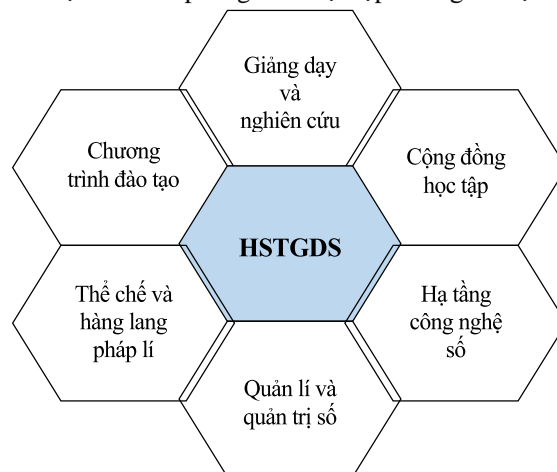 Giảng dạy
và
nghiên cứu
Chương
trình đào tạo
Cộng đồng
học tập
HSTGDS
Thể chế và
hàng lang
pháp lí
Hạ tầng
công nghệ
số
Quản lí và
quản trị số